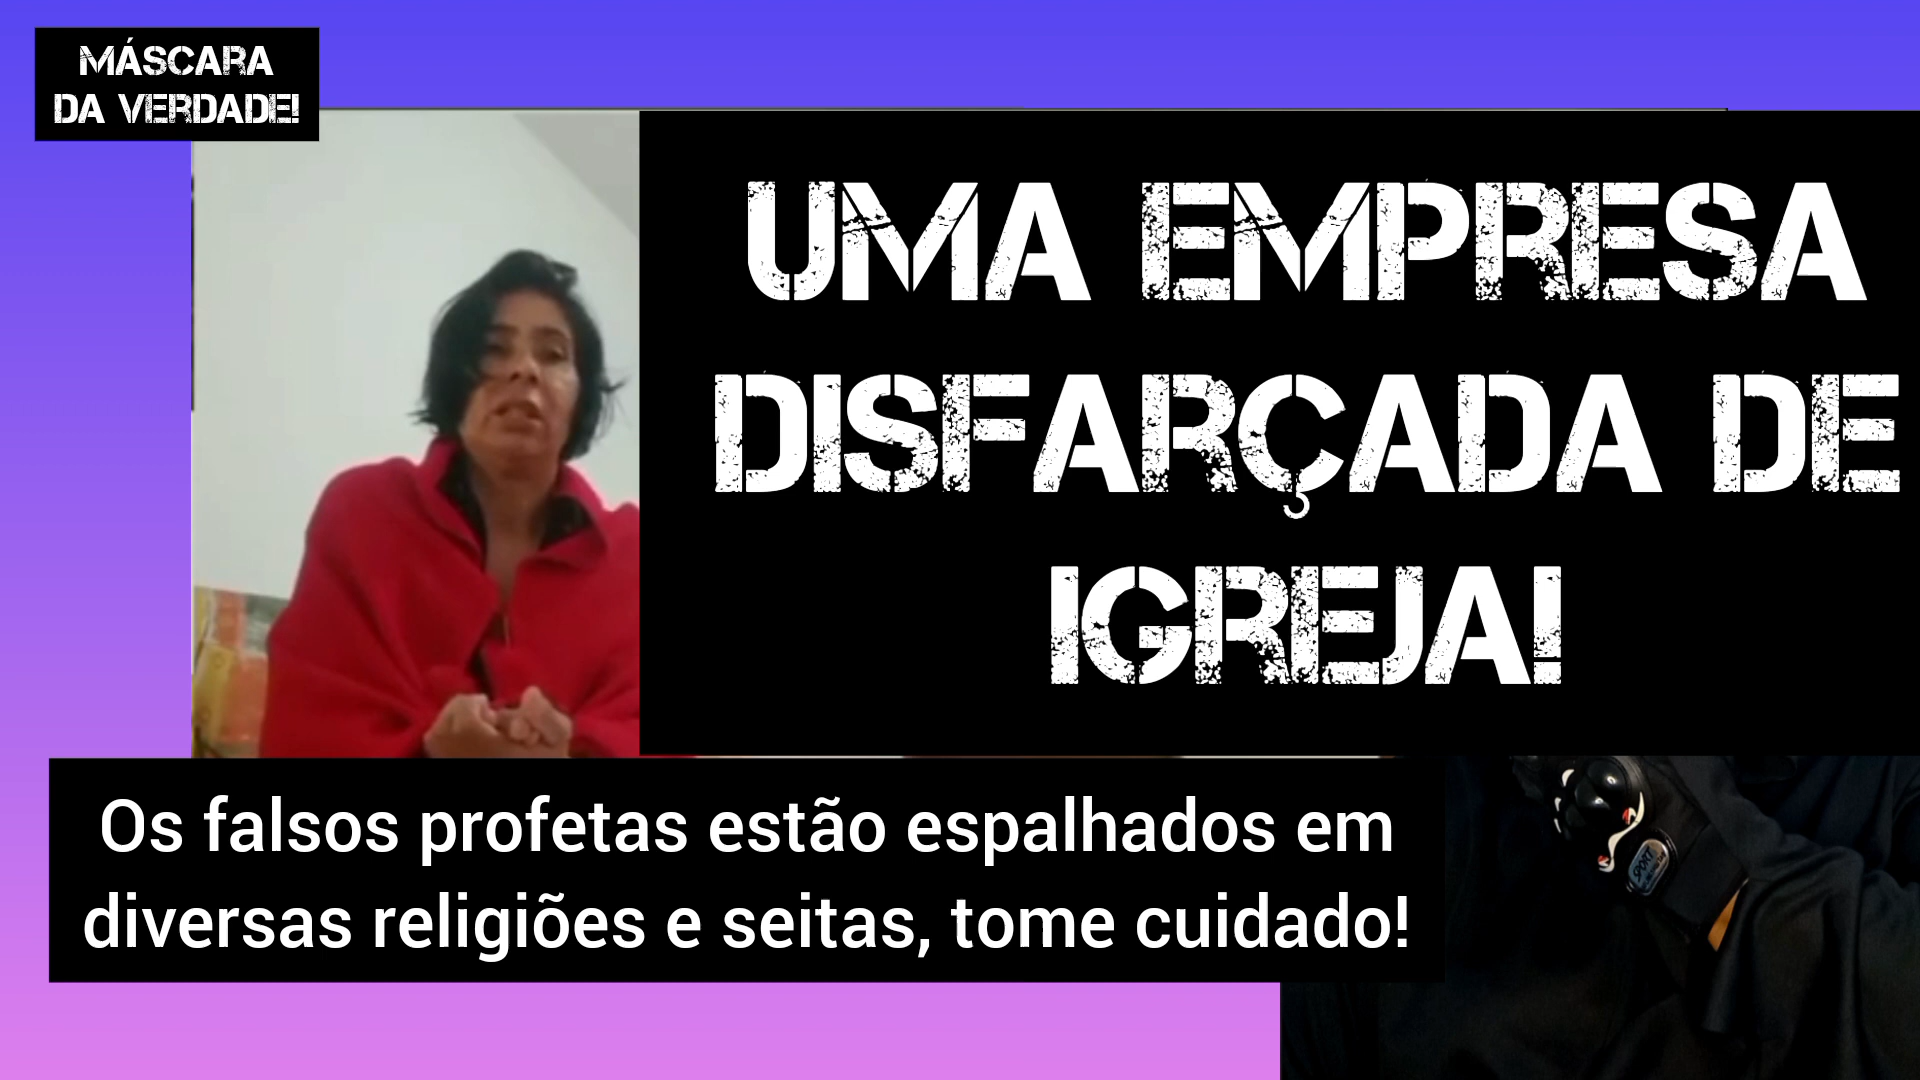 MÁSCARA
DA VERDADE!
UMA EMPRESA
DISFARÇADA DE
IGREJA!
Os falsos profetas estão espalhados em
diversas religiões e seitas, tome cuidado!
SPORT